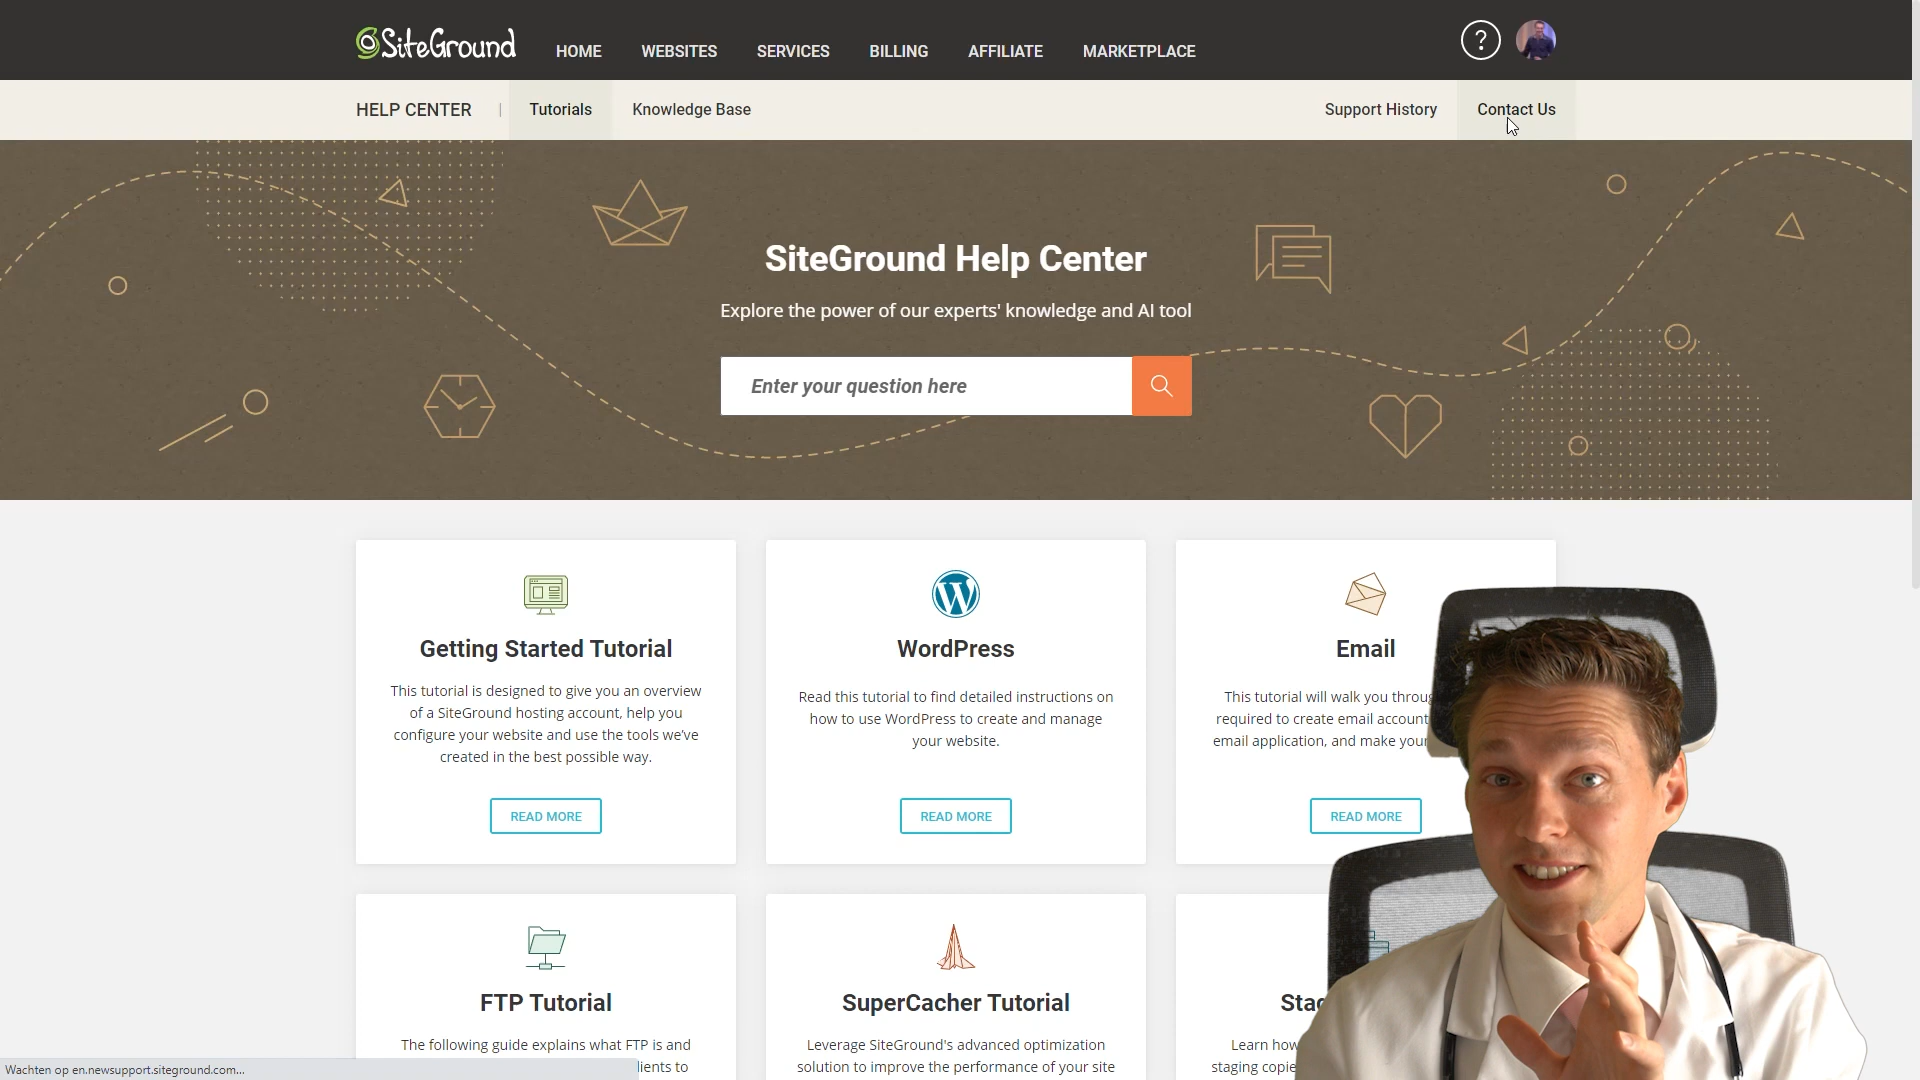 SiteGround
HOME
WEBSITES
SERVICES
BILLING
AFFILIATE
MARKETPLACE
?
HELP CENTER
|
Tutorials
Knowledge Base
Support History
Contact Us
SiteGround Help Center
Explore the power of our experts' knowledge and AI tool
Enter your question here
Getting Started Tutorial
This tutorial is designed to give you an overview
of a SiteGround hosting account, help you
configure your website and use the tools we've
created in the best possible way.
READ MORE
WordPress
Read this tutorial to find detailed instructions on
how to use WordPress to create and manage
your website.
READ MORE
Email
This tutorial will walk you
required to create email
email application, and make
READ MORE
FTP Tutorial
The following guide explains what FTP is and
to
SuperCacher Tutorial
Leverage SiteGround's advanced optimization
solution to improve the performance of your site
Learn how
staging
Wachten op en.newsupport.siteground.com...